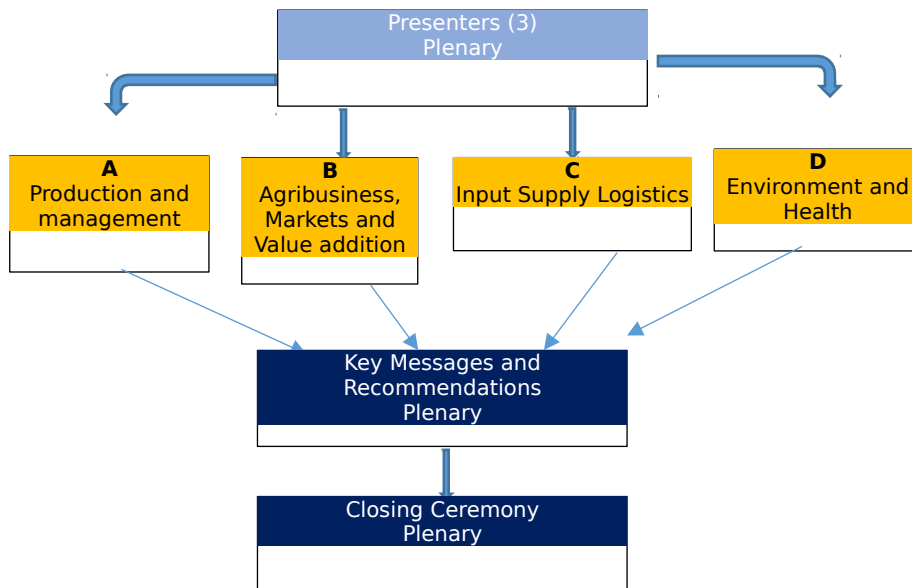 Presenters (3)
Plenary
A
Production and
management
B
Agribusiness,
Markets and
Value addition
C
Input Supply Logistics
D
Environment and
Health
Key Messages and
Recommendations
Plenary
Closing Ceremony
Plenary